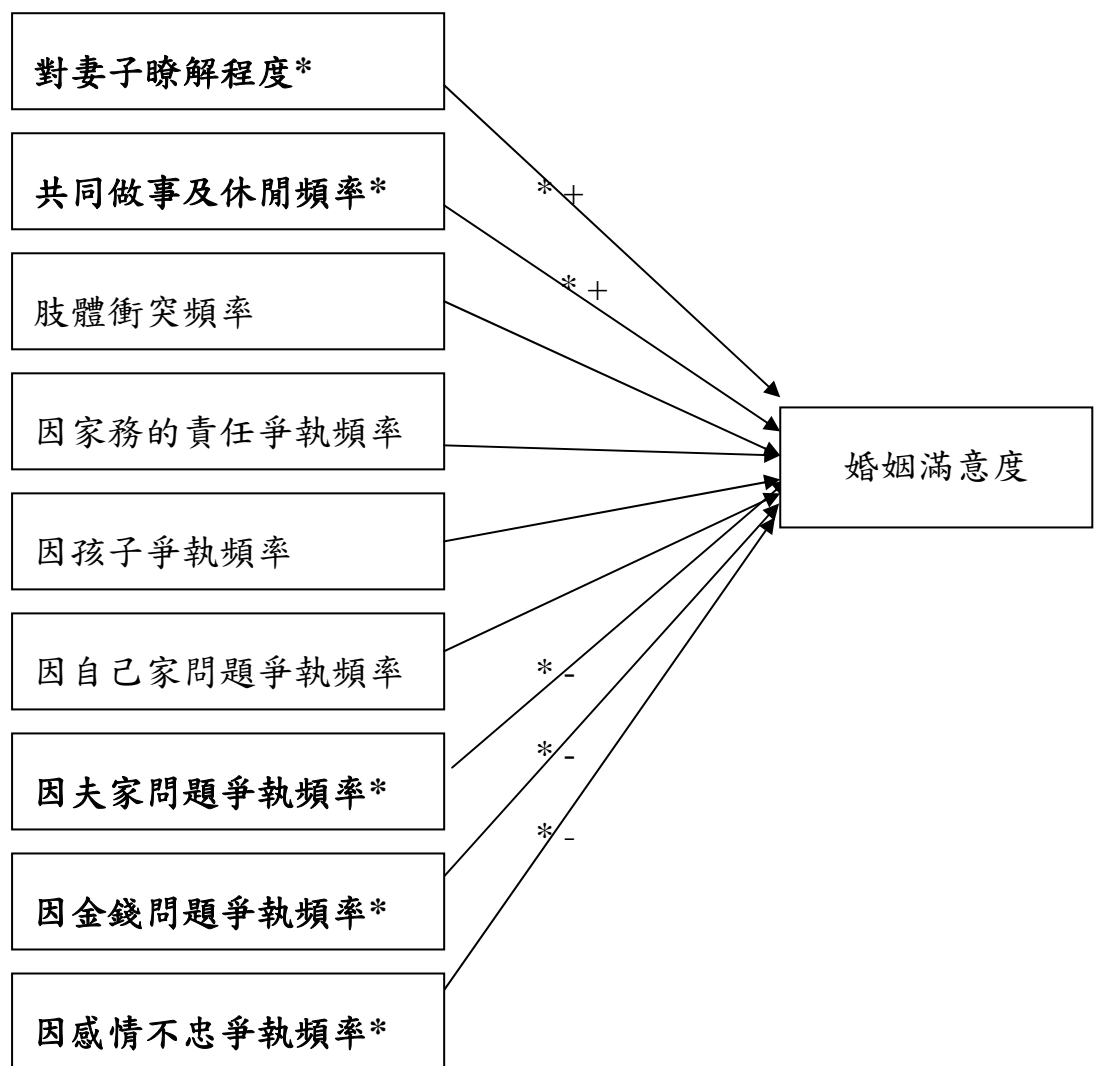 對妻子瞭解程度*
共同做事及休閒頻率*
* +
肢體衝突頻率
* +
因家務的責任爭執頻率
婚姻滿意度
因孩子爭執頻率
因自己家問題爭執頻率
* -
因夫家問題爭執頻率*
* -
* -
因金錢問題爭執頻率*
因感情不忠爭執頻率*